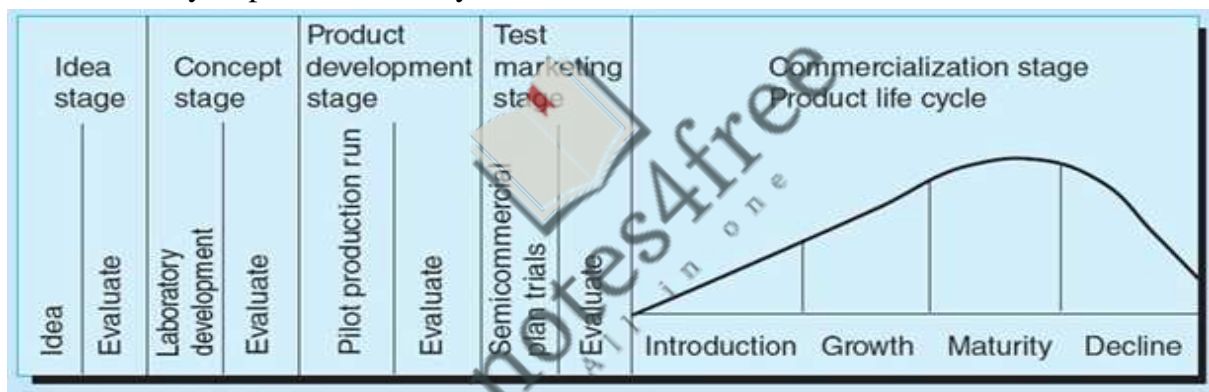 Idea
stage
Concept
stage
Product
development
stage
Test
marketing
stage
Commercialization stage
Product life cycle
Idea
Evaluate
Laboratory
development
Evaluate
Pilot production run
Evaluate
Semicommercial
plan trials
Evaluate
Introduction
Growth
Maturity
Decline
notes4free
All in one